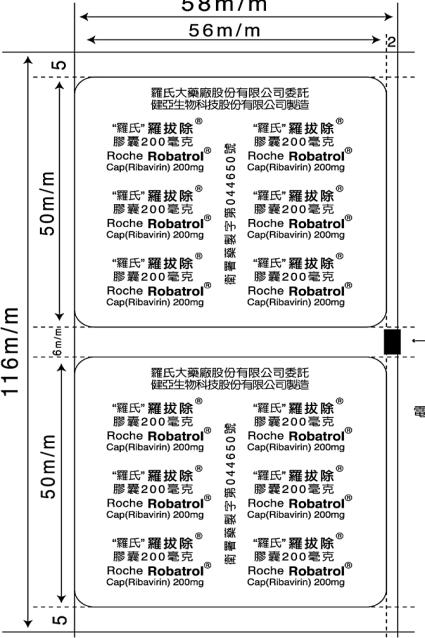 58m/m
56m/m
2
5
116m/m
50m/m
羅氏大藥廠股份有限公司委託
健亞生物科技股份有限公司製造
“羅氏”羅拔除® “羅氏”羅拔除®
膠囊200毫克 膠囊200毫克
Roche Robatrol® Roche Robatrol®
Cap(Ribavirin) 200mg Cap(Ribavirin) 200mg
“羅氏”羅拔除® “羅氏”羅拔除®
膠囊200毫克 膠囊200毫克
Roche Robatrol® Roche Robatrol®
Cap(Ribavirin) 200mg Cap(Ribavirin) 200mg
“羅氏”羅拔除® “羅氏”羅拔除®
膠囊200毫克 膠囊200毫克
Roche Robatrol® Roche Robatrol®
Cap(Ribavirin) 200mg Cap(Ribavirin) 200mg
衛署藥製字第044650號
6m/m
50m/m
羅氏大藥廠股份有限公司委託
健亞生物科技股份有限公司製造
“羅氏”羅拔除® “羅氏”羅拔除®
膠囊200毫克 膠囊200毫克
Roche Robatrol® Roche Robatrol®
Cap(Ribavirin) 200mg Cap(Ribavirin) 200mg
“羅氏”羅拔除® “羅氏”羅拔除®
膠囊200毫克 膠囊200毫克
Roche Robatrol® Roche Robatrol®
Cap(Ribavirin) 200mg Cap(Ribavirin) 200mg
“羅氏”羅拔除® “羅氏”羅拔除®
膠囊200毫克 膠囊200毫克
Roche Robatrol® Roche Robatrol®
Cap(Ribavirin) 200mg Cap(Ribavirin) 200mg
衛署藥製字第044650號
5